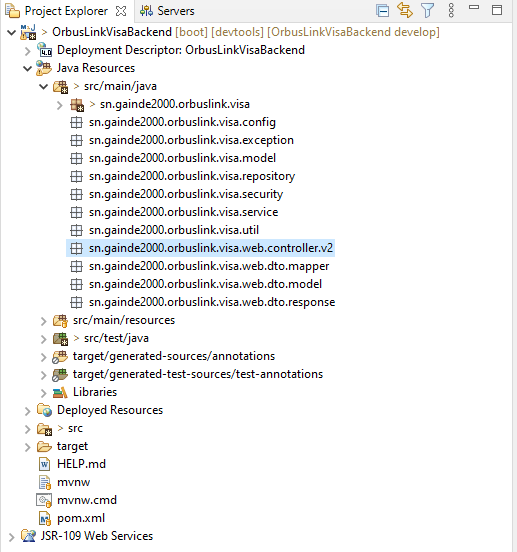 Project Explorer Servers
> OrbusLinkVisaBackend [boot] [devtools] [OrbusLinkVisaBackend develop]
Deployment Descriptor: OrbusLinkVisaBackend
Java Resources
> src/main/java
> sn.gainde2000.orbuslink.visa
sn.gainde2000.orbuslink.visa.config
sn.gainde2000.orbuslink.visa.exception
sn.gainde2000.orbuslink.visa.model
sn.gainde2000.orbuslink.visa.repository
sn.gainde2000.orbuslink.visa.security
sn.gainde2000.orbuslink.visa.service
sn.gainde2000.orbuslink.visa.util
sn.gainde2000.orbuslink.visa.web.controller.v2
sn.gainde2000.orbuslink.visa.web.dto.mapper
sn.gainde2000.orbuslink.visa.web.dto.model
sn.gainde2000.orbuslink.visa.web.dto.response
src/main/resources
> src/test/java
target/generated-sources/annotations
target/generated-test-sources/test-annotations
Libraries
Deployed Resources
> src
target
HELP.md
mvnw
mvnw.cmd
pom.xml
JSR-109 Web Services